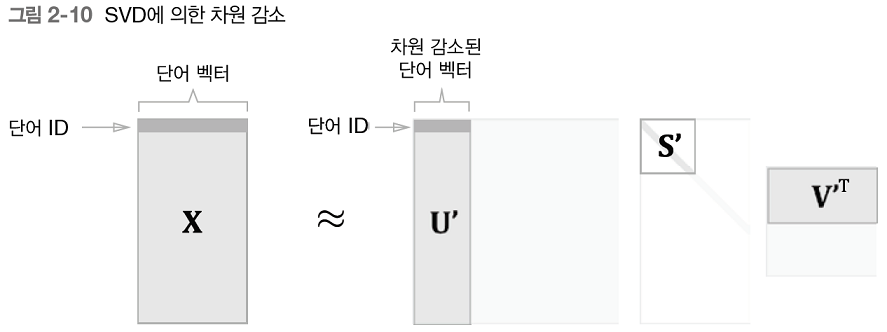 그림 2-10 SVD에 의한 차원 감소
단어 벡터
차원 감소된
단어 벡터
단어 ID
단어 ID
X
≈
U’
S’
V’T